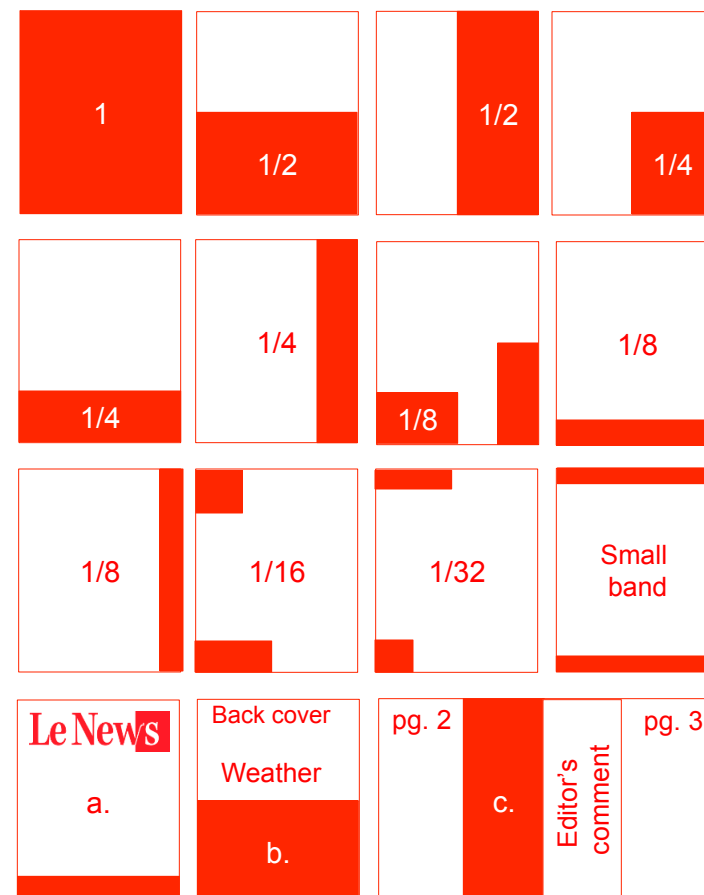 1
1/2
1/2
1/4
1/4
1/4
1/8
1/8
1/8
1/16
1/32
Small
band
Le News
a.
Back cover
Weather
b.
pg. 2
c.
Editor's
comment
pg. 3